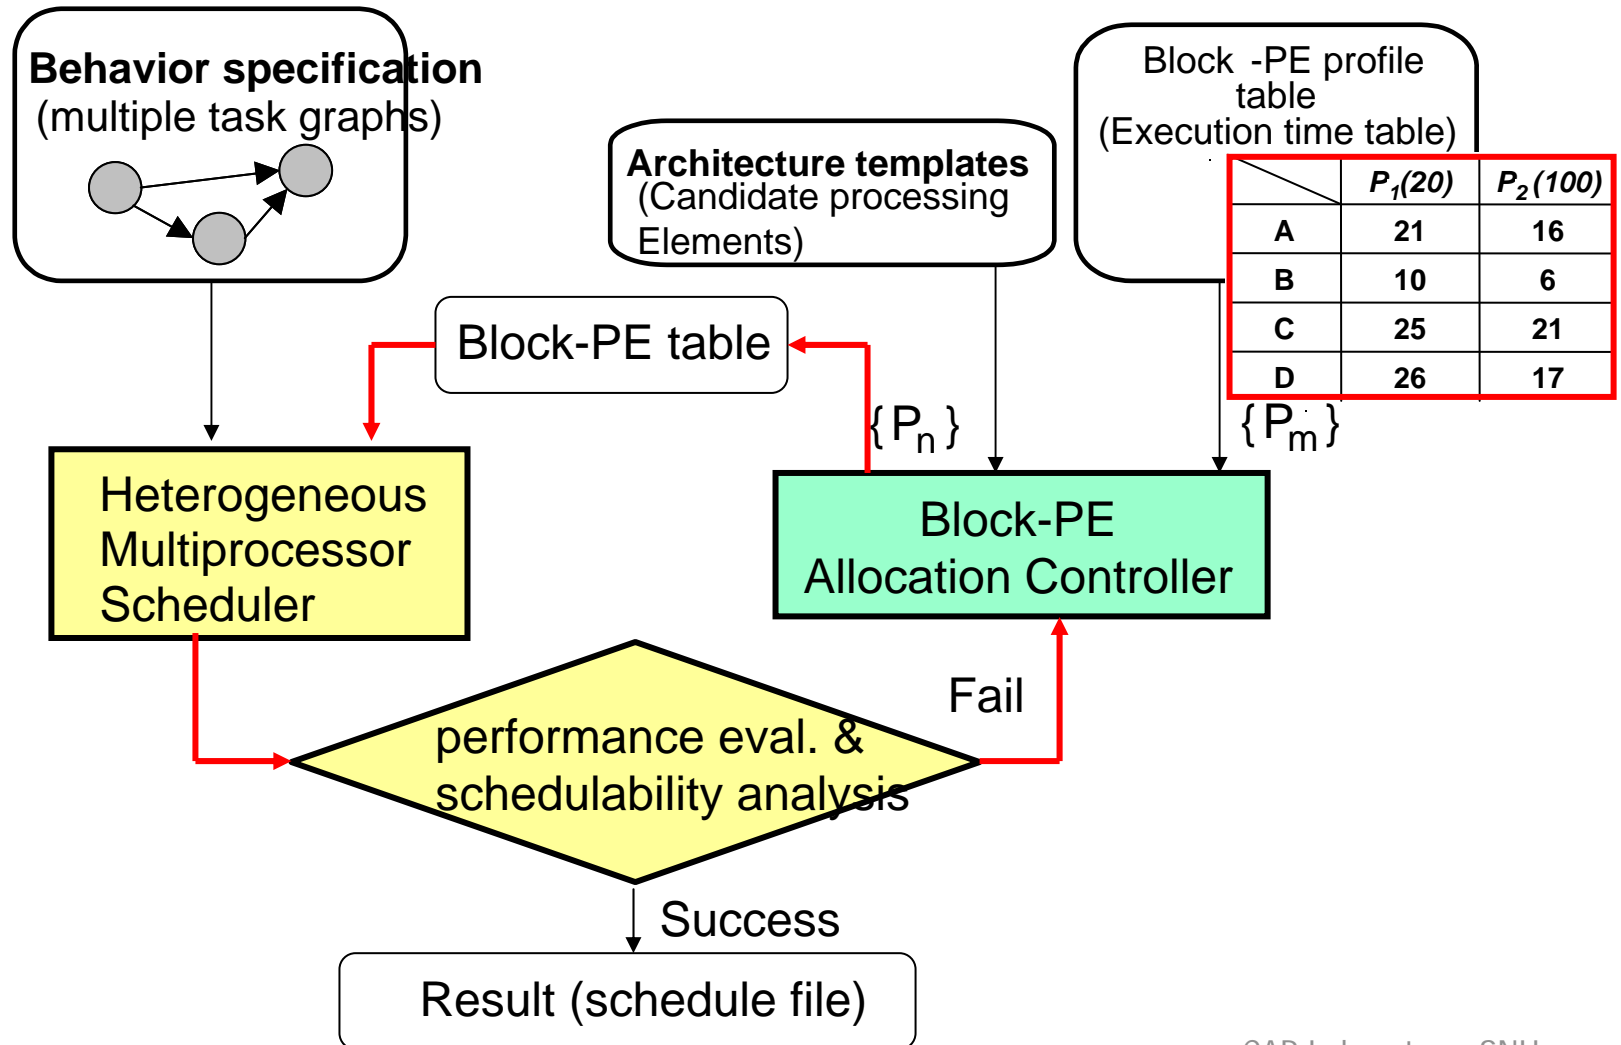 Behavior specification
(multiple task graphs)
Block -PE profile
table
(Execution time table)
Architecture templates
(Candidate processing
Elements)
P1(20) P2(100)
A 21 16
B 10 6
C 25 21
D 26 17
Block-PE table
{ Pn }
{ Pm }
Heterogeneous
Multiprocessor
Scheduler
Block-PE
Allocation Controller
Fail
performance eval. &
schedulability analysis
Success
Result (schedule file)